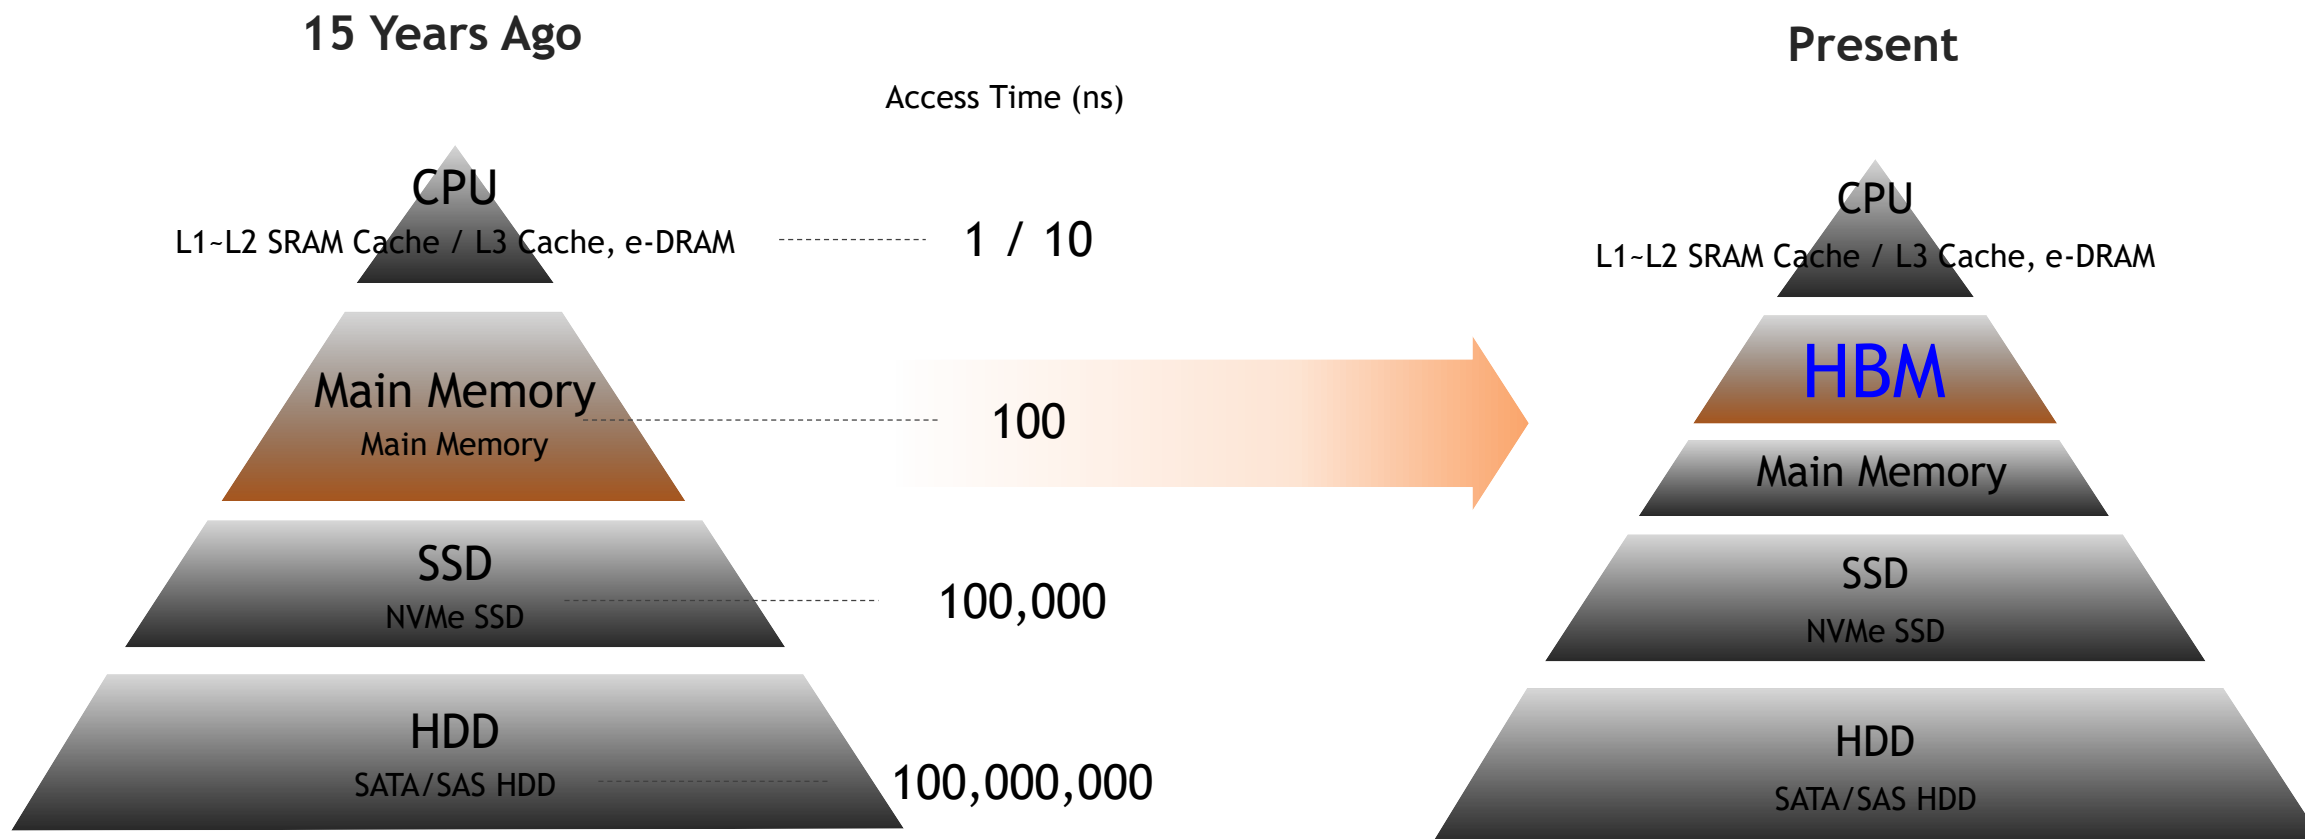 15 Years Ago
Access Time (ns)
CPU
L1~L2 SRAM Cache / L3 Cache, e-DRAM
1 / 10
Main Memory
Main Memory
100
SSD
NVMe SSD
100,000
HDD
SATA/SAS HDD
100,000,000
Present
CPU
L1~L2 SRAM Cache / L3 Cache, e-DRAM
HBM
Main Memory
SSD
NVMe SSD
HDD
SATA/SAS HDD